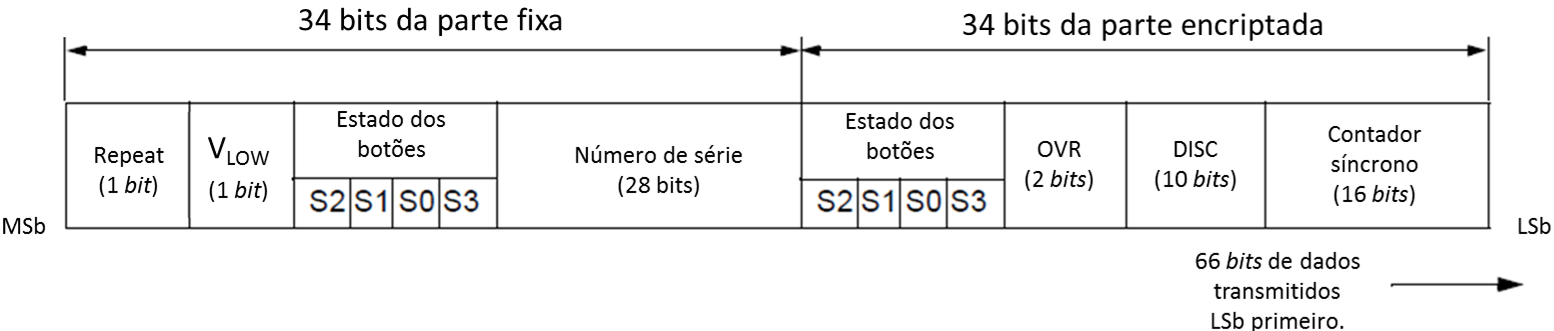 34 bits da parte fixa
34 bits da parte encriptada
Repeat
(1 bit)
VLOW
(1 bit)
Estado dos
botões
S2 S1 S0 S3
Número de série
(28 bits)
Estado dos
botões
S2 S1 S0 S3
OVR
(2 bits)
DISC
(10 bits)
Contador
síncrono
(16 bits)
MSb
LSb
66 bits de dados
transmitidos
LSb primeiro.